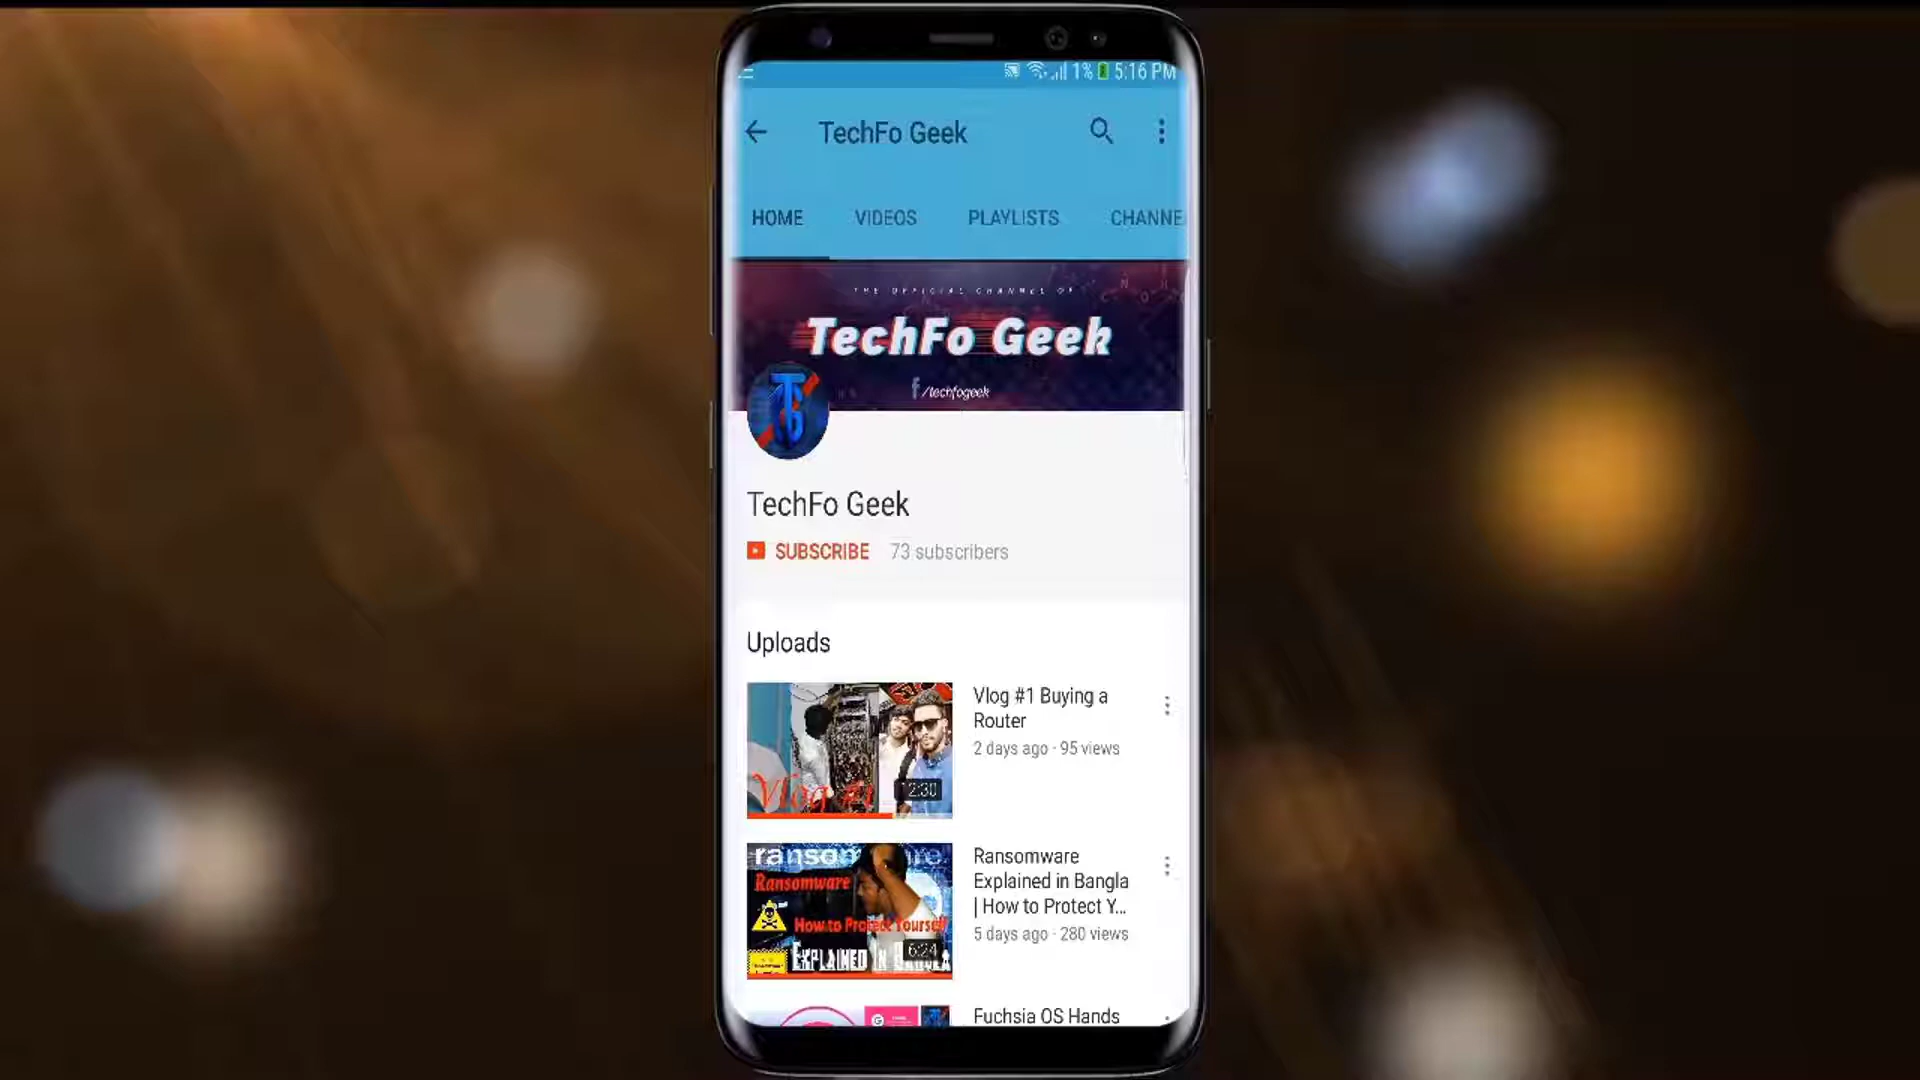 1% 5:16 PM
TechFo Geek
HOME VIDEOS PLAYLISTS CHANNE
THE OFFICIAL CHANNEL OF
TechFo Geek
f/techfogeek
TechFo Geek
SUBSCRIBE 73 subscribers
Uploads
Vlog #1
12:30
Vlog #1 Buying a
Router
2 days ago · 95 views
Ransomware
How to Protect Yourself
EXPLAINED IN BANGLA
6:24
Ransomware
Explained in Bangla
| How to Protect Y...
5 days ago · 280 views
Fuchsia OS Hands